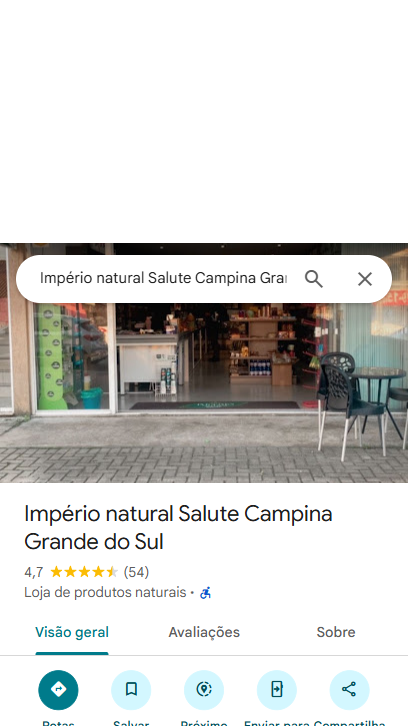 Império natural Salute Campina Gra
Império natural Salute Campina
Grande do Sul
4,7 (54)
Loja de produtos naturais ·
Visão geral Avaliações Sobre
Rotas Salvar Próximo Enviar para Compartilha